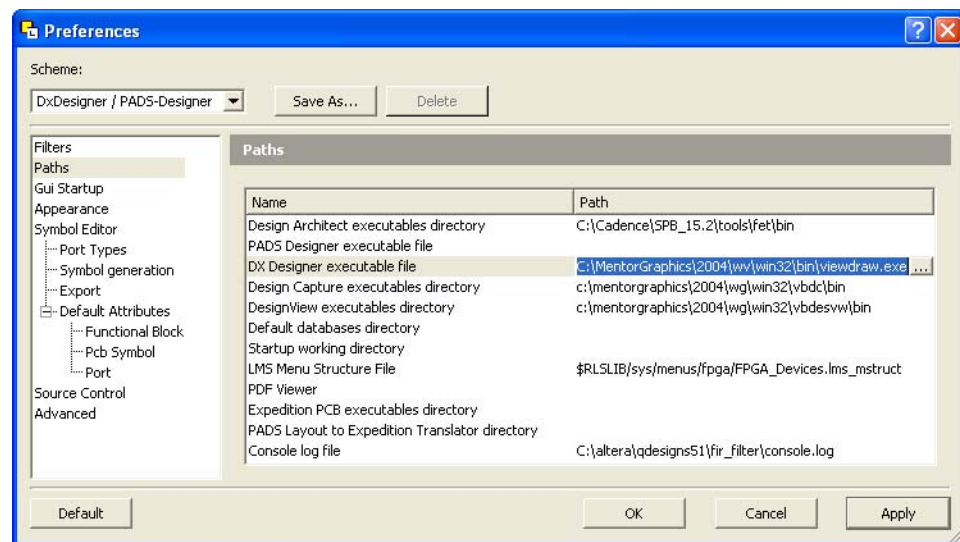 Preferences
Scheme:
DxDesigner / PADS-Designer Save As... Delete
Filters
Paths
Gui Startup
Appearance
Symbol Editor
Port Types
Symbol generation
Export
Default Attributes
Functional Block
Pcb Symbol
Port
Source Control
Advanced
Paths
Name Path
Design Architect executables directory C:\Cadence\SPB_15.2\tools\fet\bin
PADS Designer executable file
DX Designer executable file C:\MentorGraphics\2004\wv\win32\bin\viewdraw.exe ...
Design Capture executables directory c:\mentorgraphics\2004\wg\win32\vbdc\bin
DesignView executables directory c:\mentorgraphics\2004\wg\win32\vbdesvw\bin
Default databases directory
Startup working directory
LMS Menu Structure File $RLSLIB/sys/menus/fpga/FPGA_Devices.lms_mstruct
PDF Viewer
Expedition PCB executables directory
PADS Layout to Expedition Translator directory
Console log file C:\altera\qdesigns51\fir_filter\console.log
Default OK Cancel Apply